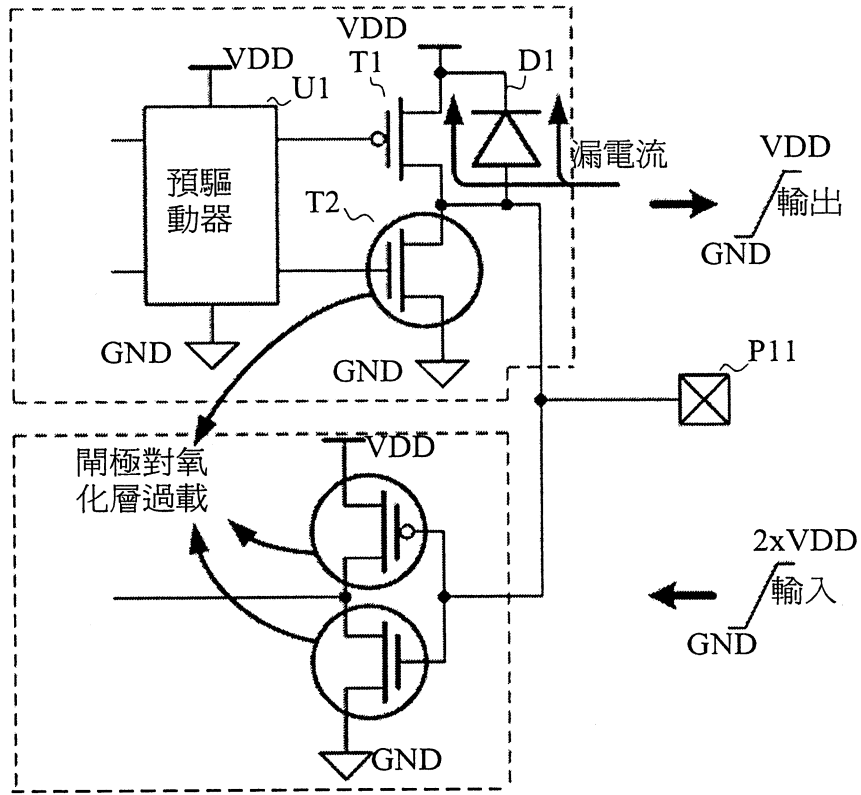 VDD
VDD
T1
D1
U1
預驅
動器
漏電流
VDD
輸出
GND
T2
GND
GND
P11
VDD
閘極對氧
化層過載
2xVDD
輸入
GND
GND